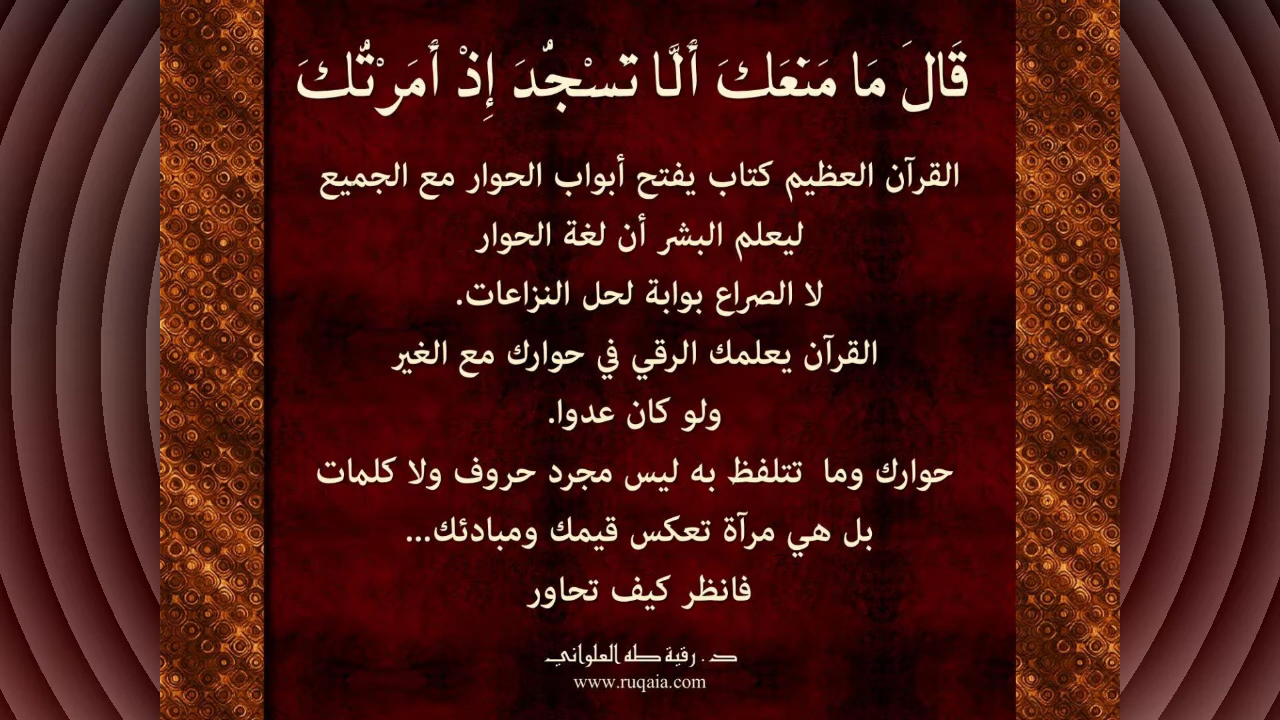 قَالَ مَا مَنَعَكَ أَلَّا تَسْجُدَ إِذْ أَمَرْتُكَ
القرآن العظيم كتاب يفتح أبواب الحوار مع الجميع
ليعلم البشر أن لغة الحوار
لا الصراع بوابة لحل النزاعات.
القرآن يعلمك الرقي في حوارك مع الغير
ولو كان عدوا.
حوارك وما تتلفظ به ليس مجرد حروف ولا كلمات
بل هي مرآة تعكس قيمك ومبادئك...
فانظر كيف تحاور
د. رقية طه العلواني
www.ruqaia.com